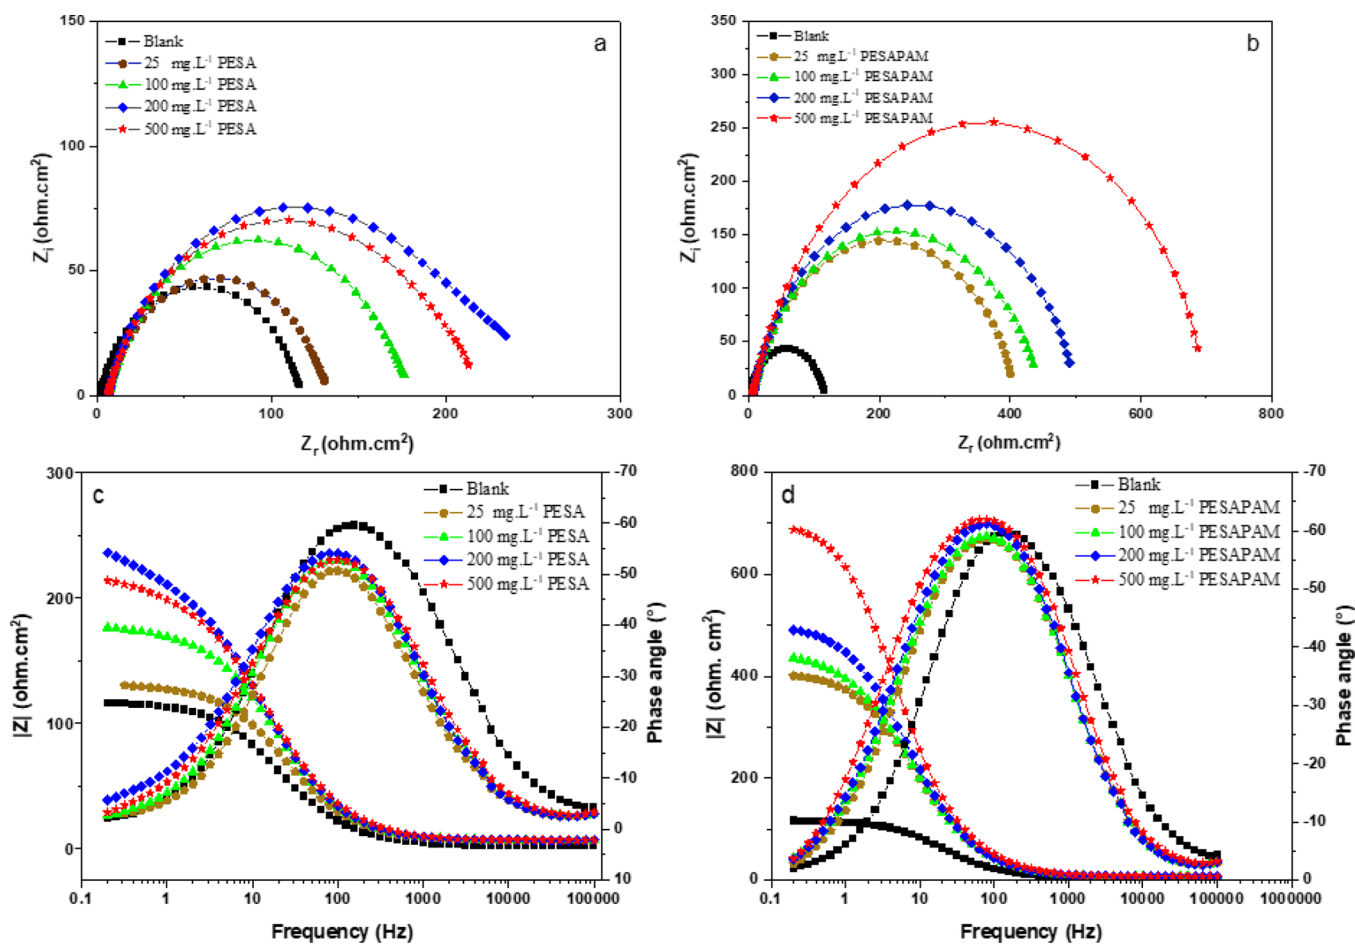 150
100
50
0
0
100
200
300
Z_i (ohm.cm²)
Z_r (ohm.cm²)
a
Blank
25 mg.L⁻¹ PESA
100 mg.L⁻¹ PESA
200 mg.L⁻¹ PESA
500 mg.L⁻¹ PESA
350
300
250
200
150
100
50
0
0
200
400
600
800
Z_i (ohm.cm²)
Z_r (ohm.cm²)
b
Blank
25 mg.L⁻¹ PESAPAM
100 mg.L⁻¹ PESAPAM
200 mg.L⁻¹ PESAPAM
500 mg.L⁻¹ PESAPAM
300
200
100
0
0.1
1
10
100
1000
10000
100000
-70
-60
-50
-40
-30
-20
-10
0
10
|Z| (ohm.cm²)
Phase angle (°)
Frequency (Hz)
c
Blank
25 mg.L⁻¹ PESA
100 mg.L⁻¹ PESA
200 mg.L⁻¹ PESA
500 mg.L⁻¹ PESA
800
600
400
200
0
0.1
1
10
100
1000
10000
100000
1000000
-70
-60
-50
-40
-30
-20
-10
0
|Z| (ohm. cm²)
Phase angle (°)
Frequency (Hz)
d
Blank
25 mg.L⁻¹ PESAPAM
100 mg.L⁻¹ PESAPAM
200 mg.L⁻¹ PESAPAM
500 mg.L⁻¹ PESAPAM